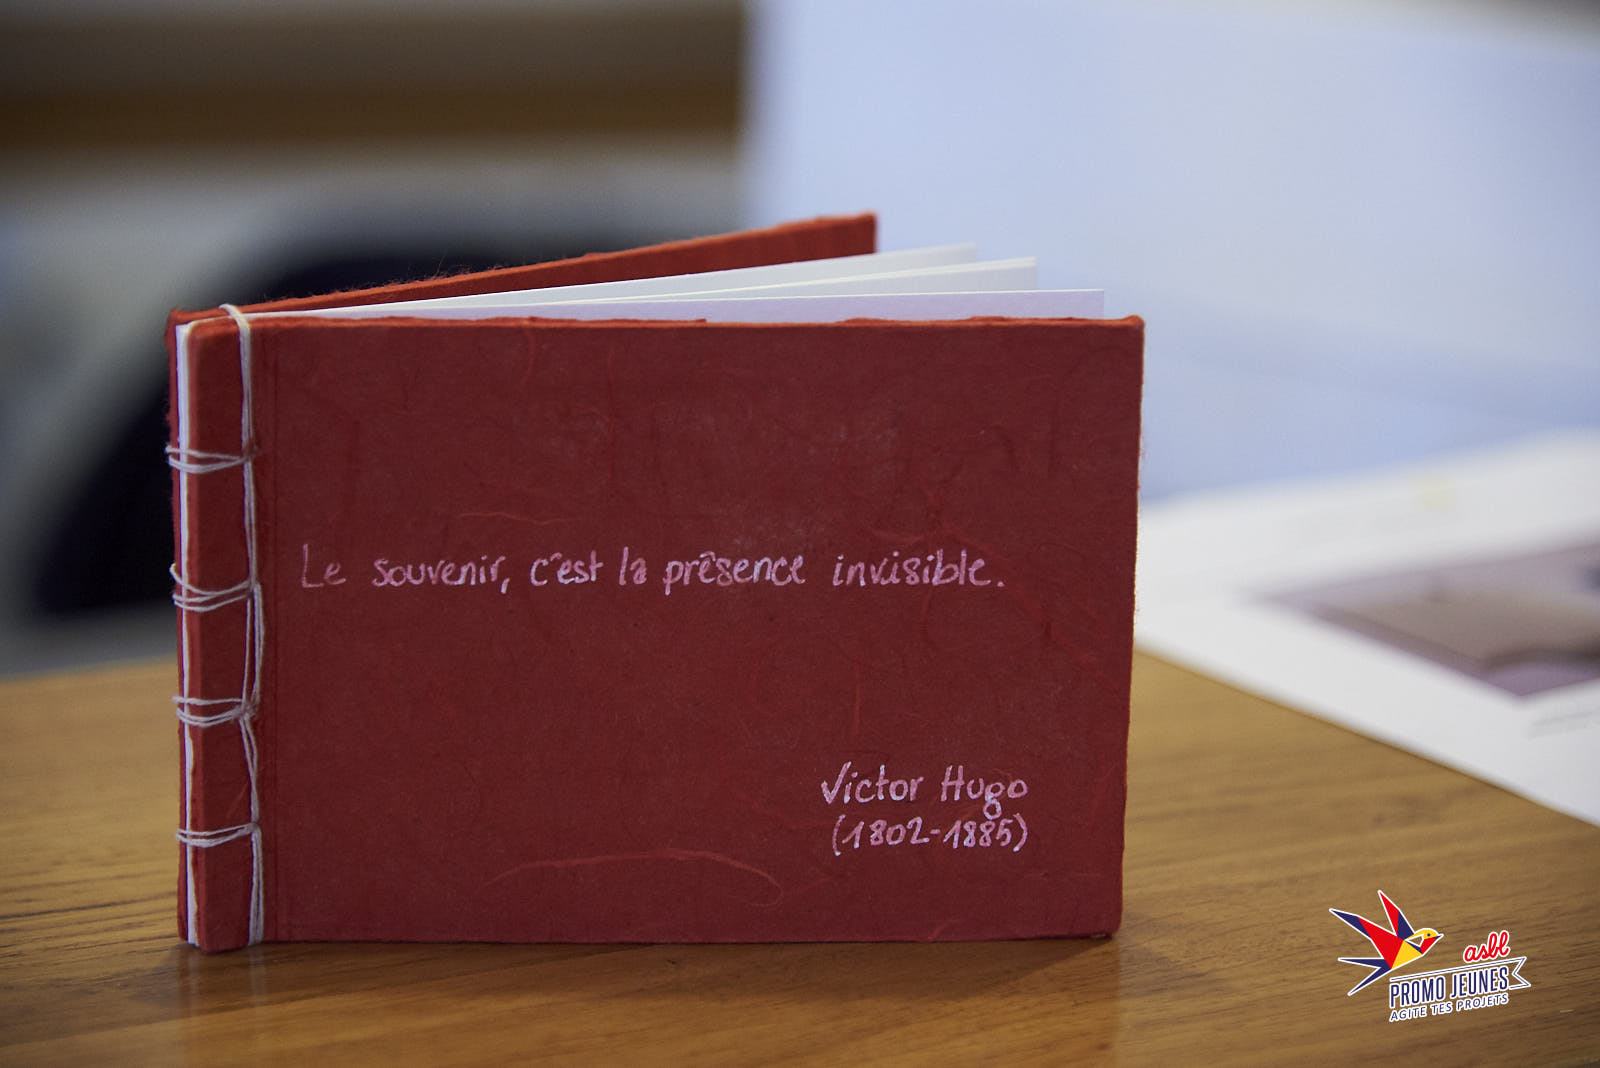 Le souvenir, c'est la présence invisible.
Victor Hugo
(1802-1885)
asbl
PROMO JEUNES
AGITE TES PROJETS